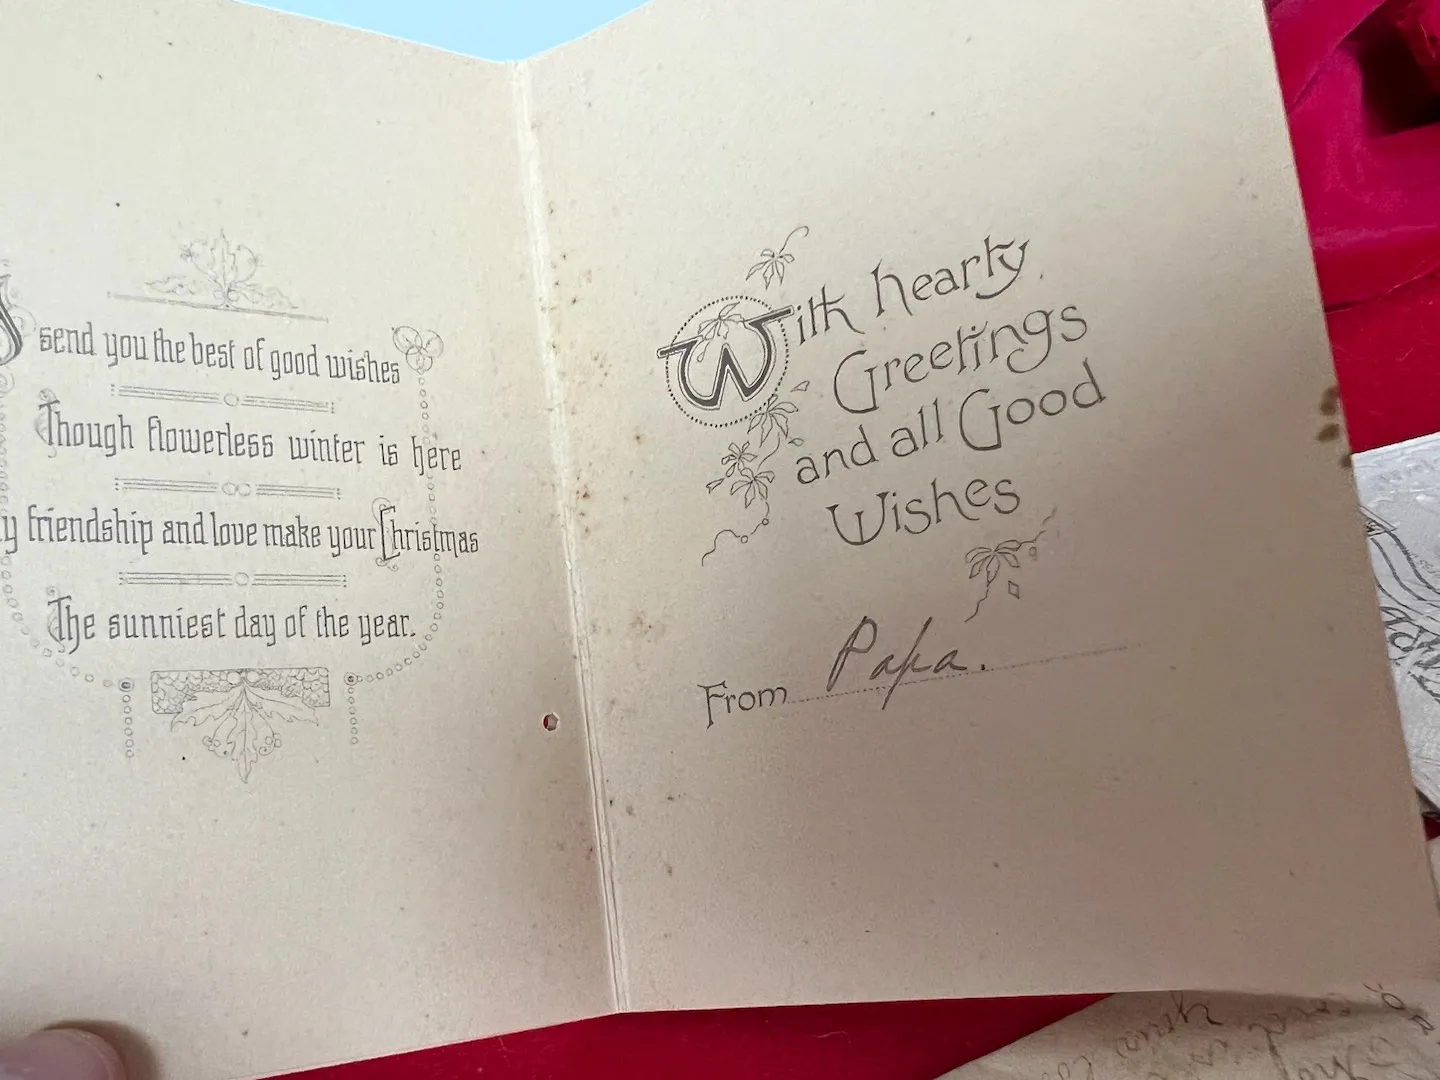 I send you the best of good wishes
Though flowerless winter is here
friendship and love make your Christmas
The sunniest day of the year.
With hearty
Greetings
and all Good
Wishes
From Papa.